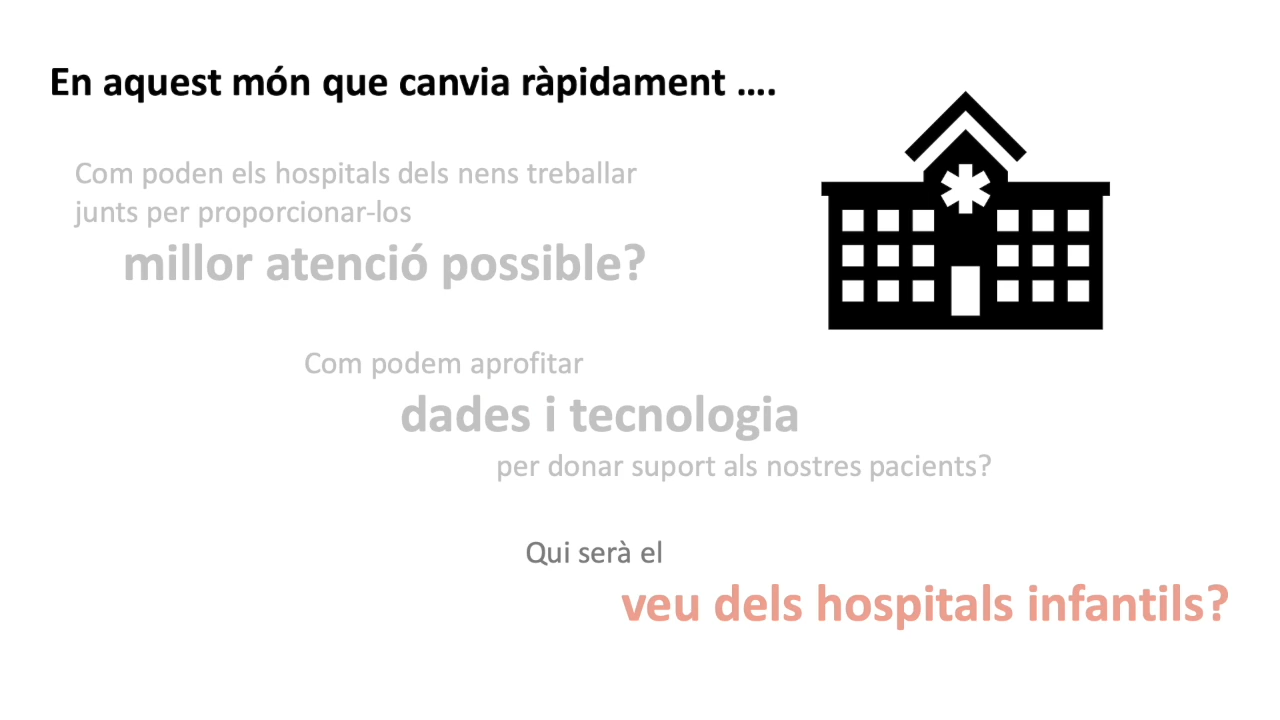 En aquest món que canvia ràpidament ….
Com poden els hospitals dels nens treballar
junts per proporcionar-los
millor atenció possible?
Com podem aprofitar
dades i tecnologia
per donar suport als nostres pacients?
Qui serà el
veu dels hospitals infantils?